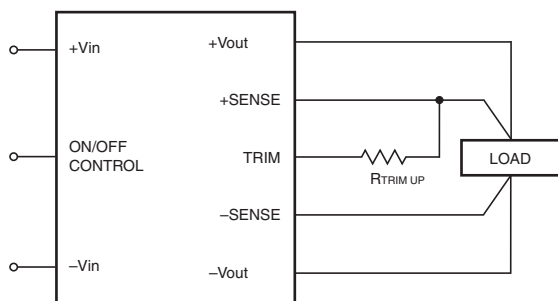 +Vin
+Vout
+SENSE
ON/OFF
CONTROL
TRIM
LOAD
RTRIM UP
–SENSE
–Vin
–Vout